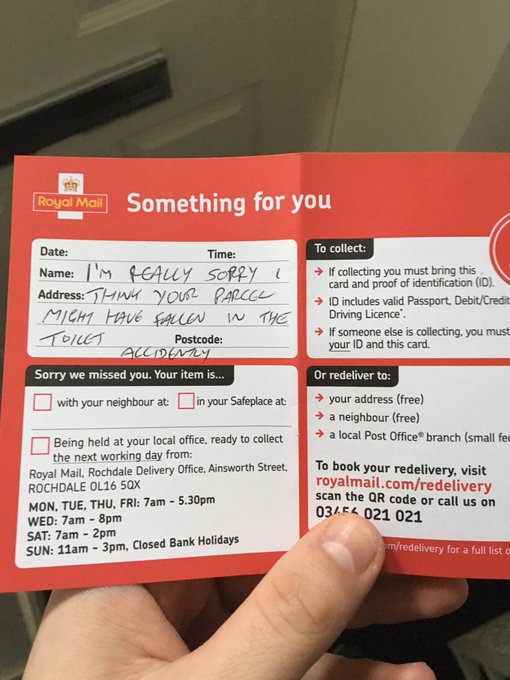 Royal Mail
Something for you
Date: Time:
Name: I'M REALLY SORRY I
Address: THINK YOUR PARCEL
MIGHT HAVE FALLEN IN THE
TOILET Postcode:
ACCIDENTLY
Sorry we missed you. Your item is...
with your neighbour at: in your Safeplace at:
Being held at your local office, ready to collect
the next working day from:
Royal Mail, Rochdale Delivery Office, Ainsworth Street,
ROCHDALE OL16 5QX
MON, TUE, THU, FRI: 7am - 5.30pm
WED: 7am - 8pm
SAT: 7am - 2pm
SUN: 11am - 3pm, Closed Bank Holidays
To collect:
→ If collecting you must bring this
card and proof of identification (ID).
→ ID includes valid Passport, Debit/Credit
Driving Licence*.
→ If someone else is collecting, you must
your ID and this card.
Or redeliver to:
→ your address (free)
→ a neighbour (free)
→ a local Post Office® branch (small fee
To book your redelivery, visit
royalmail.com/redelivery
scan the QR code or call us on
03456 021 021
om/redelivery for a full list o